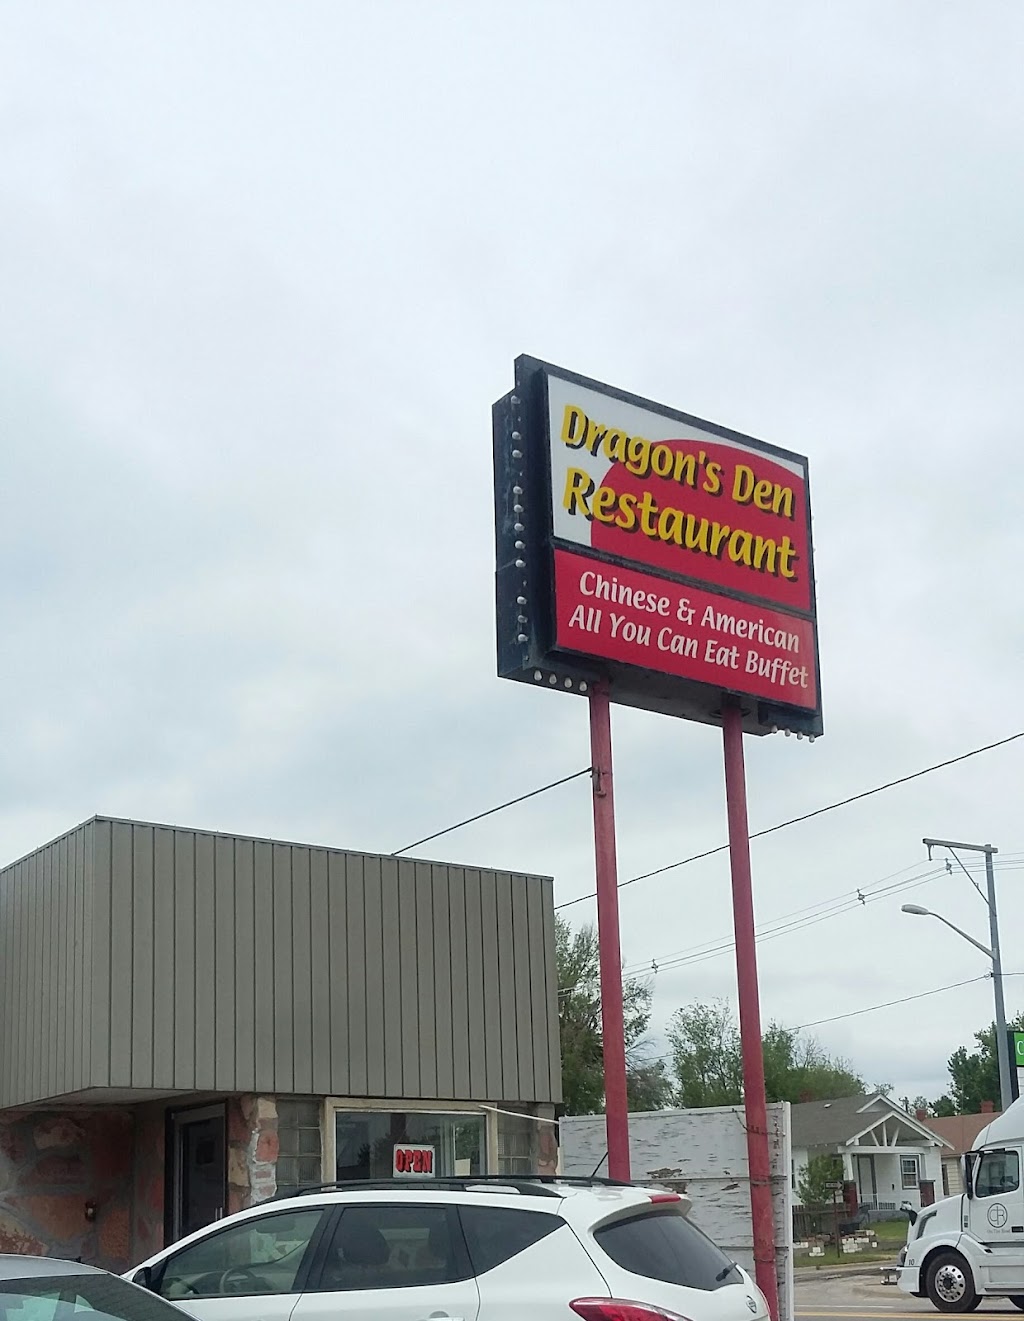 Dragon's Den
Restaurant
Chinese & American
All You Can Eat Buffet
OPEN